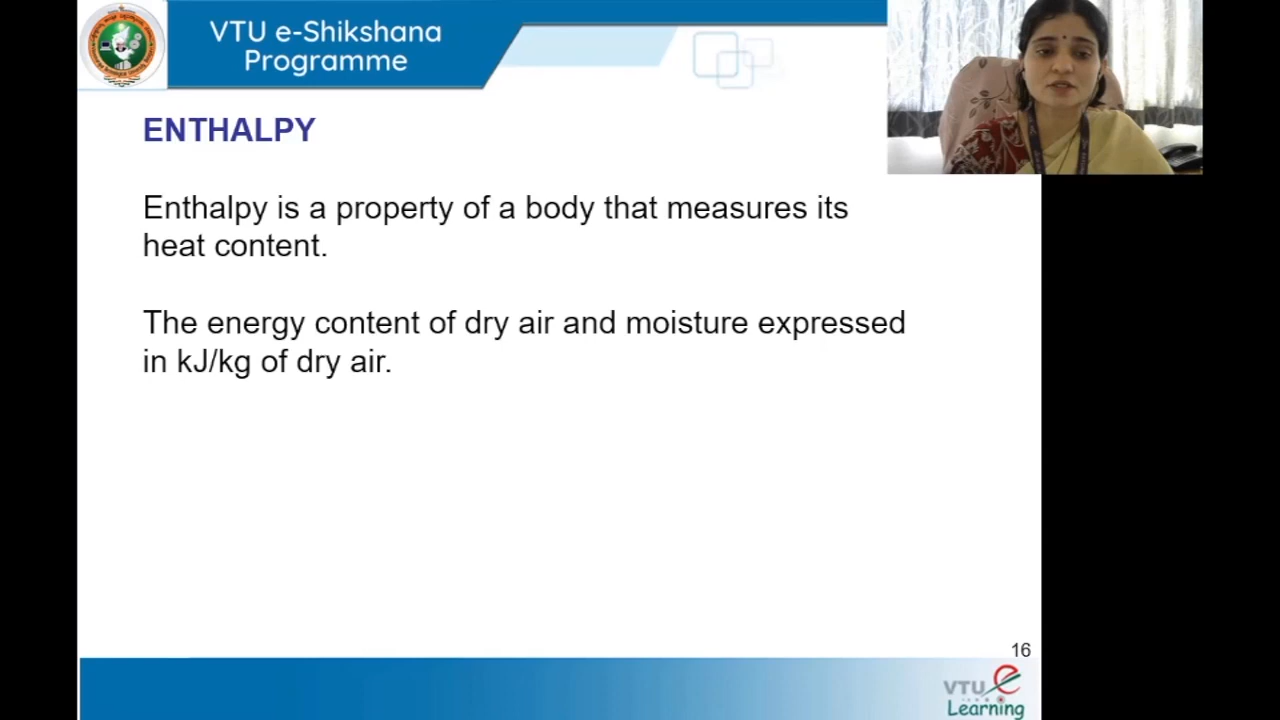 VTU e-Shikshana
Programme
ENTHALPY
Enthalpy is a property of a body that measures its
heat content.
The energy content of dry air and moisture expressed
in kJ/kg of dry air.
16
VTU e
Learning